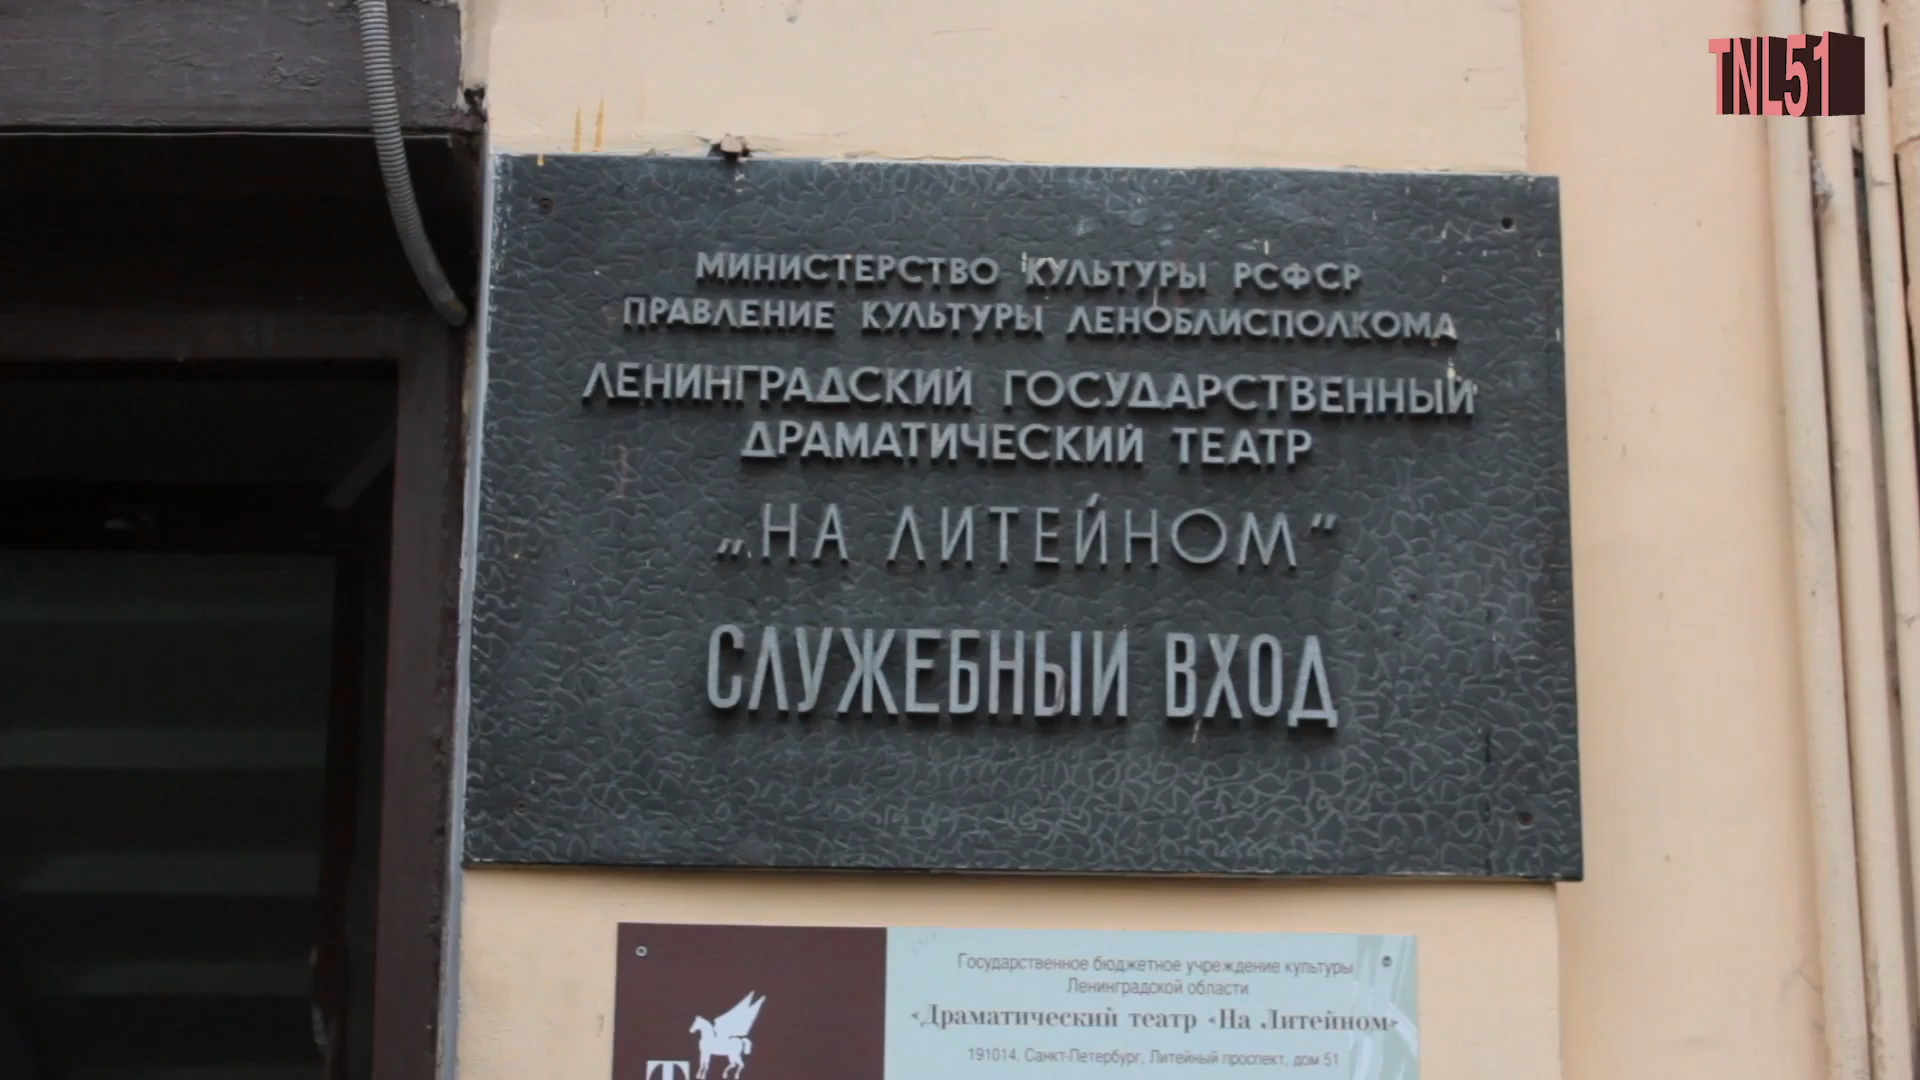 TNL51
МИНИСТЕРСТВО КУЛЬТУРЫ РСФСР
ПРАВЛЕНИЕ КУЛЬТУРЫ ЛЕНОБЛИСПОЛКОМА
ЛЕНИНГРАДСКИЙ ГОСУДАРСТВЕННЫЙ
ДРАМАТИЧЕСКИЙ ТЕАТР
„НА ЛИТЕЙНОМ”
СЛУЖЕБНЫИ ВХОД
Государственное бюджетное учреждение культуры
Ленинградской области
«Драматический театр «На Литейном»
191014, Санкт-Петербург, Литейный проспект, дом 51
Т